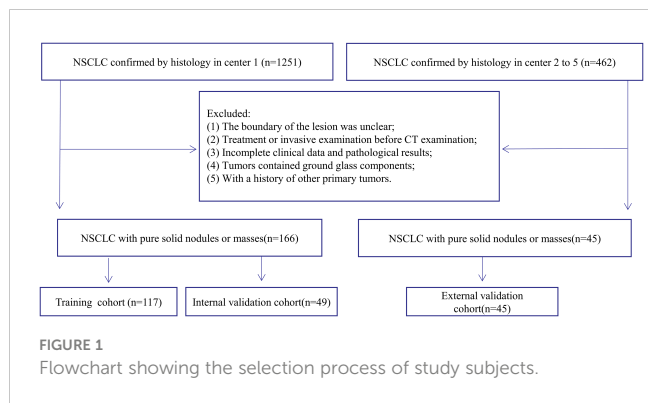 NSCLC confirmed by histology in center 1 (n=1251)
NSCLC confirmed by histology in center 2 to 5 (n=462)
Excluded:
(1) The boundary of the lesion was unclear;
(2) Treatment or invasive examination before CT examination;
(3) Incomplete clinical data and pathological results;
(4) Tumors contained ground glass components;
(5) With a history of other primary tumors.
NSCLC with pure solid nodules or masses(n=166)
NSCLC with pure solid nodules or masses(n=45)
Training cohort (n=117)
Internal validation cohort(n=49)
External validation
cohort(n=45)
FIGURE 1
Flowchart showing the selection process of study subjects.